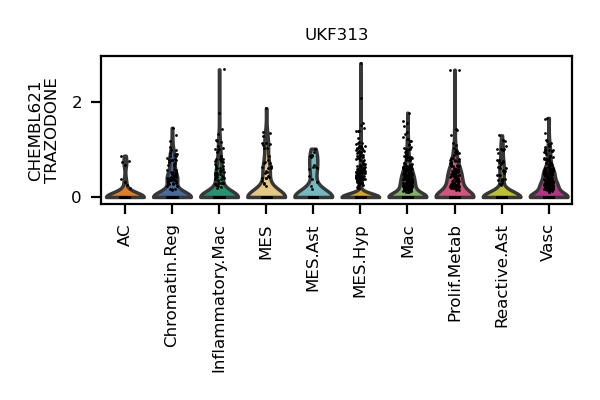 UKF313
CHEMBL621
TRAZODONE
2
0
AC
Chromatin.Reg
Inflammatory.Mac
MES
MES.Ast
MES.Hyp
Mac
Prolif.Metab
Reactive.Ast
Vasc